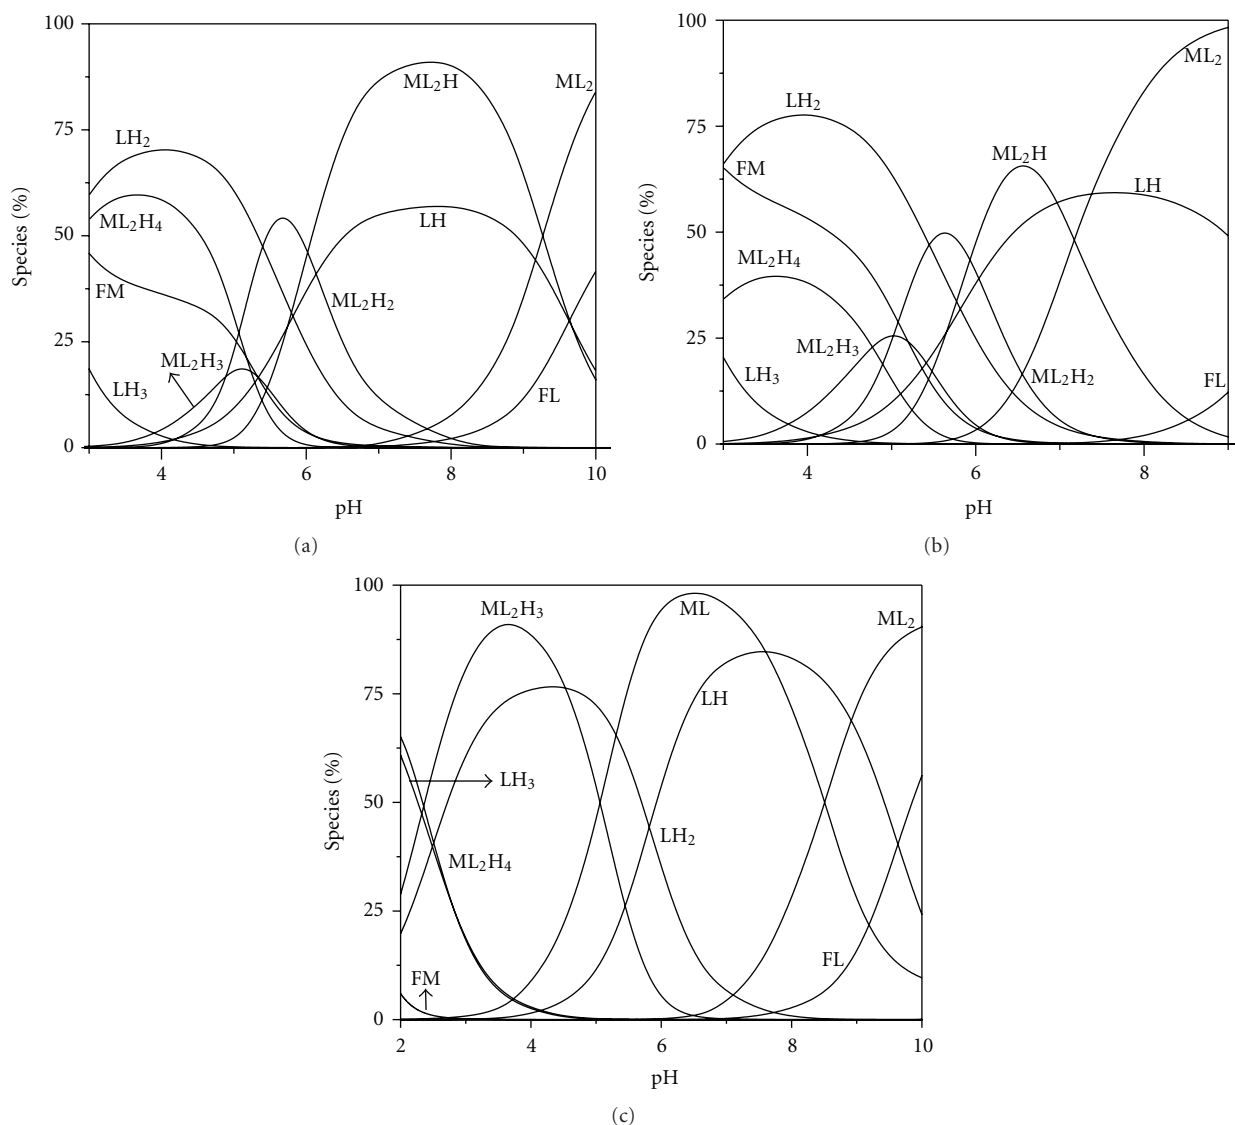 100
75
50
25
0
Species (%)
LH₂
ML₂H₄
FM
ML₂H₃
LH₃
ML₂H
ML₂
LH
ML₂H₂
FL
4
6
8
10
pH
(a)
100
75
50
25
0
Species (%)
LH₂
FM
ML₂H₄
ML₂H₃
LH₃
ML₂H
ML₂
LH
ML₂H₂
FL
4
6
8
pH
(b)
100
75
50
25
0
Species (%)
ML₂H₃
ML
ML₂
LH
LH₃
LH₂
ML₂H₄
FM
FL
2
4
6
8
10
pH
(c)